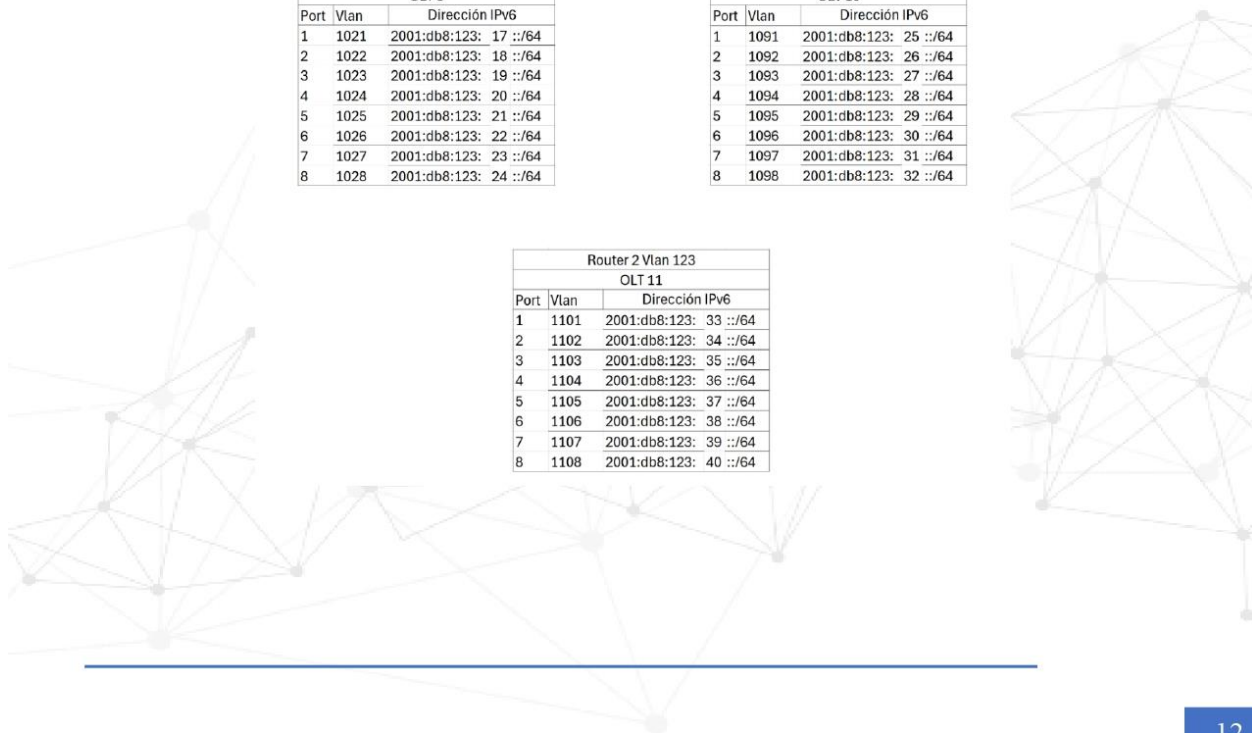 Port Vlan Dirección IPv6
1 1021 2001:db8:123: 17 ::/64
2 1022 2001:db8:123: 18 ::/64
3 1023 2001:db8:123: 19 ::/64
4 1024 2001:db8:123: 20 ::/64
5 1025 2001:db8:123: 21 ::/64
6 1026 2001:db8:123: 22 ::/64
7 1027 2001:db8:123: 23 ::/64
8 1028 2001:db8:123: 24 ::/64
Port Vlan Dirección IPv6
1 1091 2001:db8:123: 25 ::/64
2 1092 2001:db8:123: 26 ::/64
3 1093 2001:db8:123: 27 ::/64
4 1094 2001:db8:123: 28 ::/64
5 1095 2001:db8:123: 29 ::/64
6 1096 2001:db8:123: 30 ::/64
7 1097 2001:db8:123: 31 ::/64
8 1098 2001:db8:123: 32 ::/64
Router 2 Vlan 123
OLT 11
Port Vlan Dirección IPv6
1 1101 2001:db8:123: 33 ::/64
2 1102 2001:db8:123: 34 ::/64
3 1103 2001:db8:123: 35 ::/64
4 1104 2001:db8:123: 36 ::/64
5 1105 2001:db8:123: 37 ::/64
6 1106 2001:db8:123: 38 ::/64
7 1107 2001:db8:123: 39 ::/64
8 1108 2001:db8:123: 40 ::/64